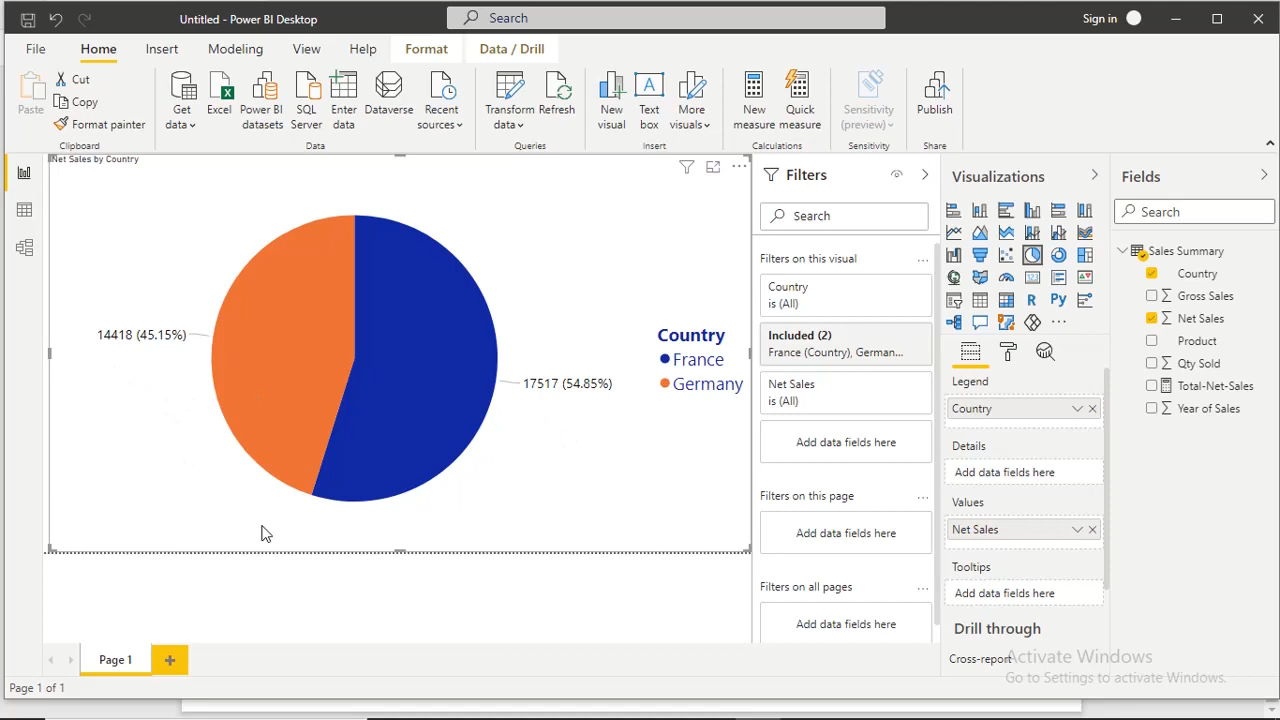 Untitled - Power BI Desktop
Search
Sign in
File Home Insert Modeling View Help Format Data / Drill
Paste
Cut
Copy
Format painter
Clipboard
Get data
Excel
Power BI datasets
SQL Server
Enter data
Dataverse
Recent sources
Data
Transform data
Refresh
Queries
New visual
Text box
More visuals
Insert
New measure
Quick measure
Calculations
Sensitivity (preview)
Sensitivity
Publish
Share
Net Sales by Country
14418 (45.15%)
17517 (54.85%)
Country
France
Germany
Filters
Search
Filters on this visual
Country
is (All)
Included (2)
France (Country), German...
Net Sales
is (All)
Add data fields here
Filters on this page
Add data fields here
Filters on all pages
Add data fields here
Visualizations
R Py
Legend
Country
Details
Add data fields here
Values
Net Sales
Tooltips
Add data fields here
Drill through
Cross-report
Fields
Search
Sales Summary
Country
Gross Sales
Net Sales
Product
Qty Sold
Total-Net-Sales
Year of Sales
Activate Windows
Go to Settings to activate Windows.
Page 1
Page 1 of 1